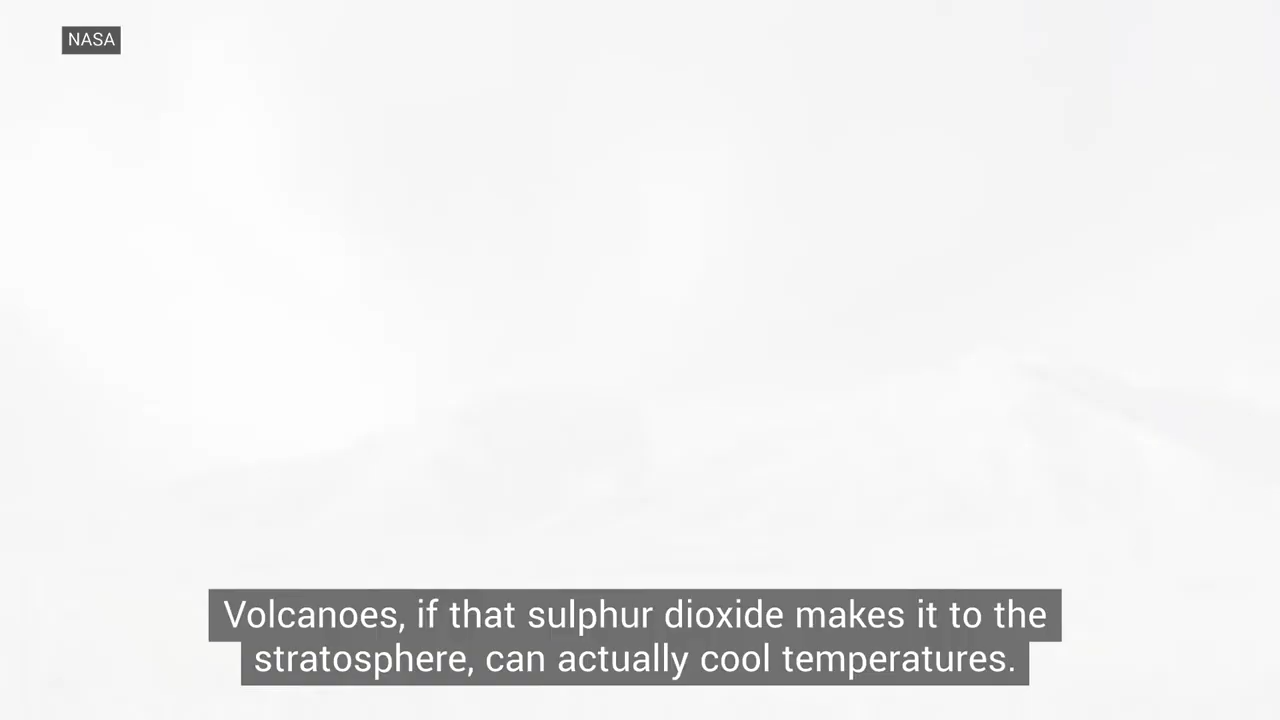 NASA
Volcanoes, if that sulphur dioxide makes it to the
stratosphere, can actually cool temperatures.